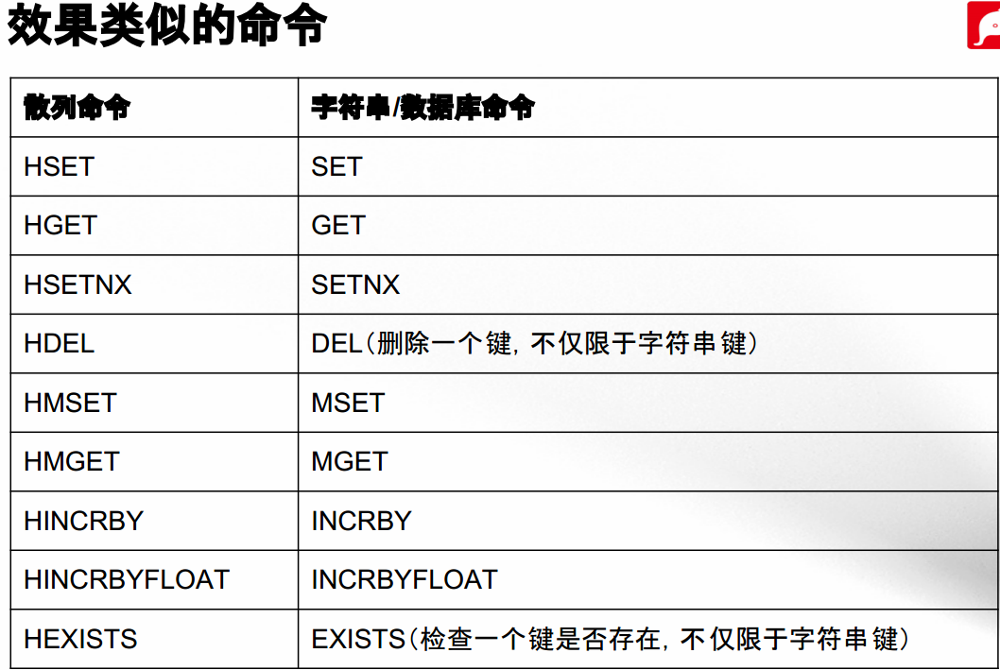 效果类似的命令
散列命令 字符串/数据库命令
HSET SET
HGET GET
HSETNX SETNX
HDEL DEL（删除一个键，不仅限于字符串键）
HMSET MSET
HMGET MGET
HINCRBY INCRBY
HINCRBYFLOAT INCRBYFLOAT
HEXISTS EXISTS（检查一个键是否存在，不仅限于字符串键）